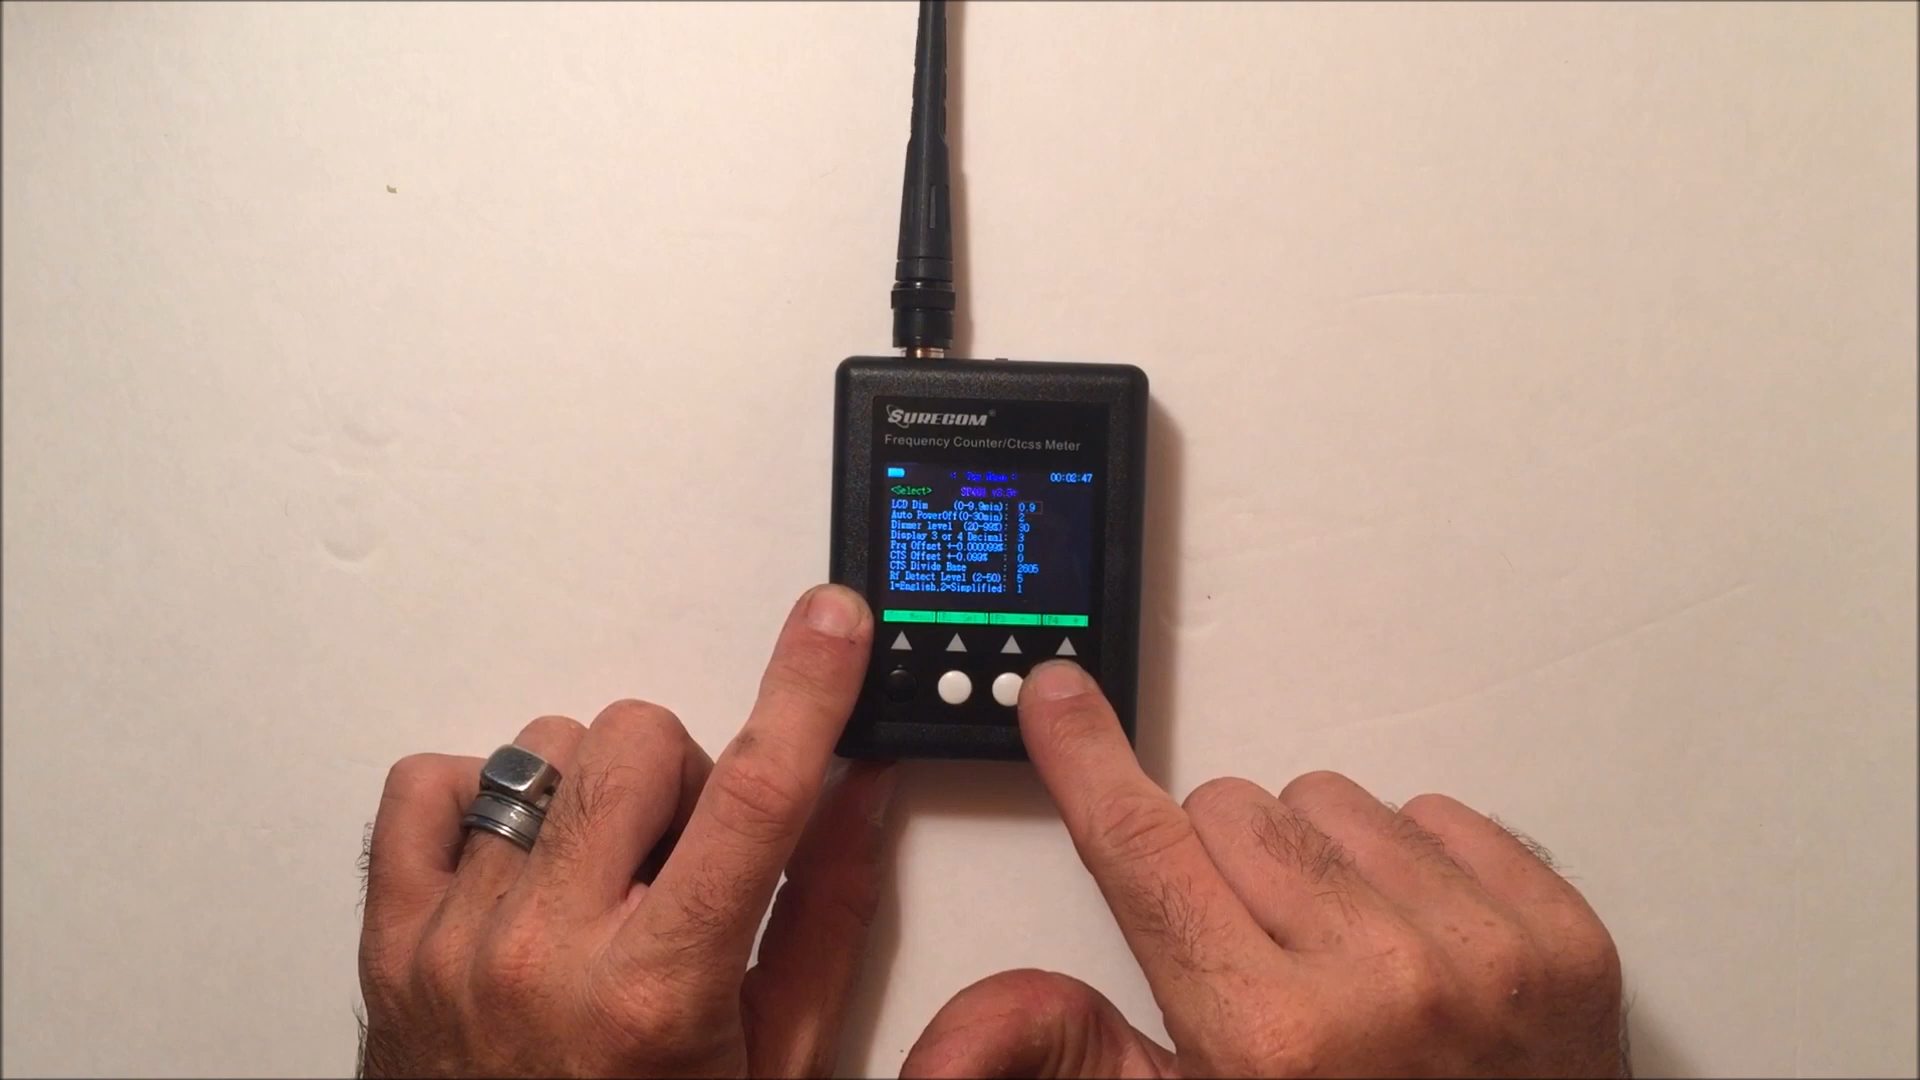 SURECOM®
Frequency Counter/Ctcss Meter
00:02:47
<Select>
LCD Dim (0-9.9min): 0.9
Auto PowerOff(0-30min): 2
Dimmer level (20-99%): 30
Display 3 or 4 Decimal: 3
Frq Offset +-0.000099%: 0
CTS Offset +-0.099% : 0
CTS Divide Base : 2605
Rf Detect Level (2-50): 5
1=English,2=Simplified: 1
F4 +